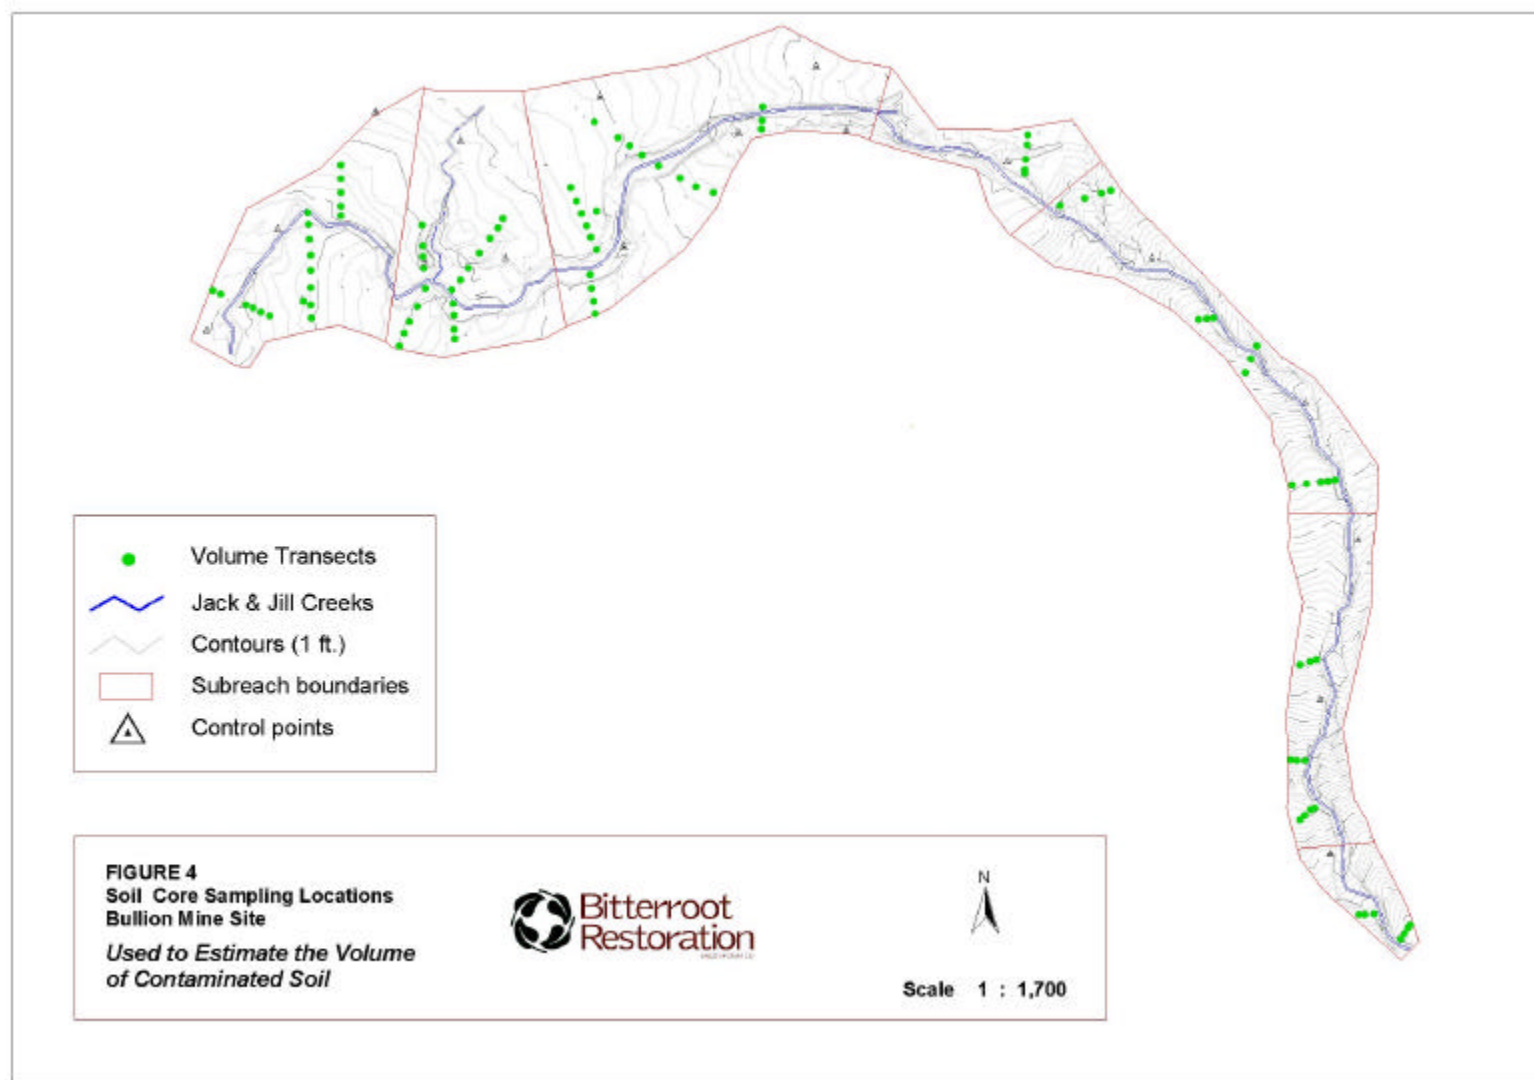 Volume Transects
Jack & Jill Creeks
Contours (1 ft.)
Subreach boundaries
Control points
FIGURE 4
Soil Core Sampling Locations
Bullion Mine Site
Used to Estimate the Volume
of Contaminated Soil
Bitterroot
Restoration
N
Scale 1 : 1,700